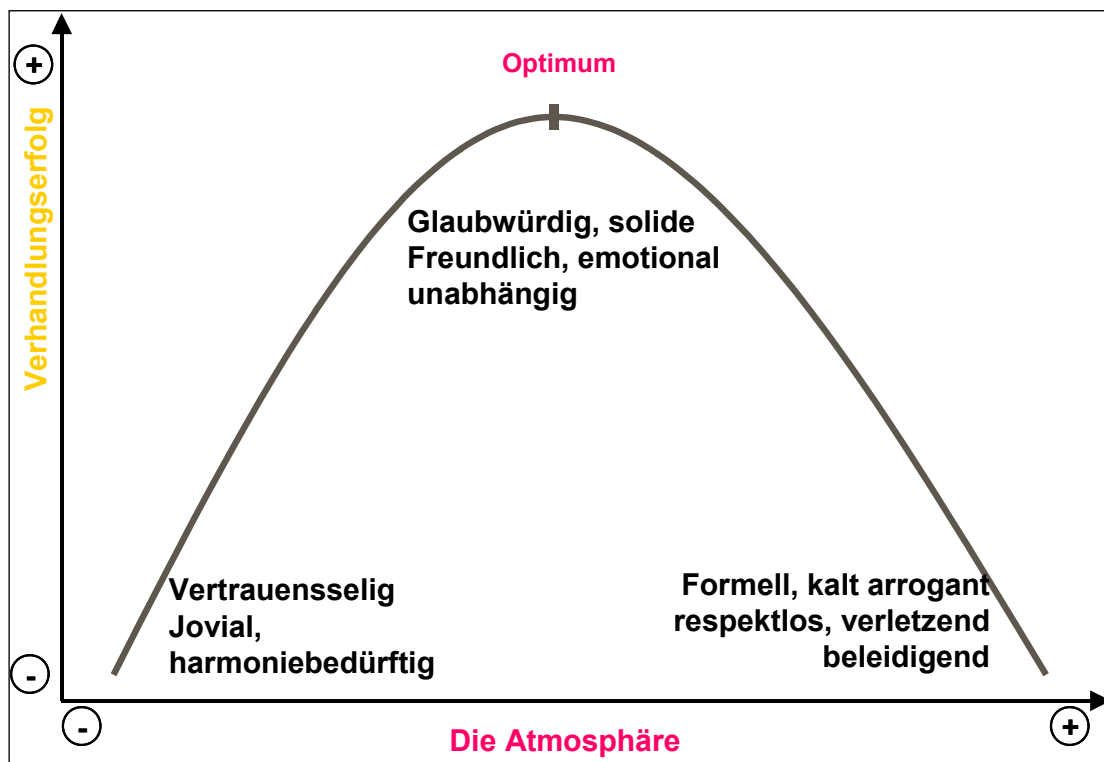 +
Optimum
Verhandlungserfolg
Glaubwürdig, solide
Freundlich, emotional
unabhängig
Vertrauensselig
Jovial,
harmoniebedürftig
Formell, kalt arrogant
respektlos, verletzend
beleidigend
-
-
+
Die Atmosphäre